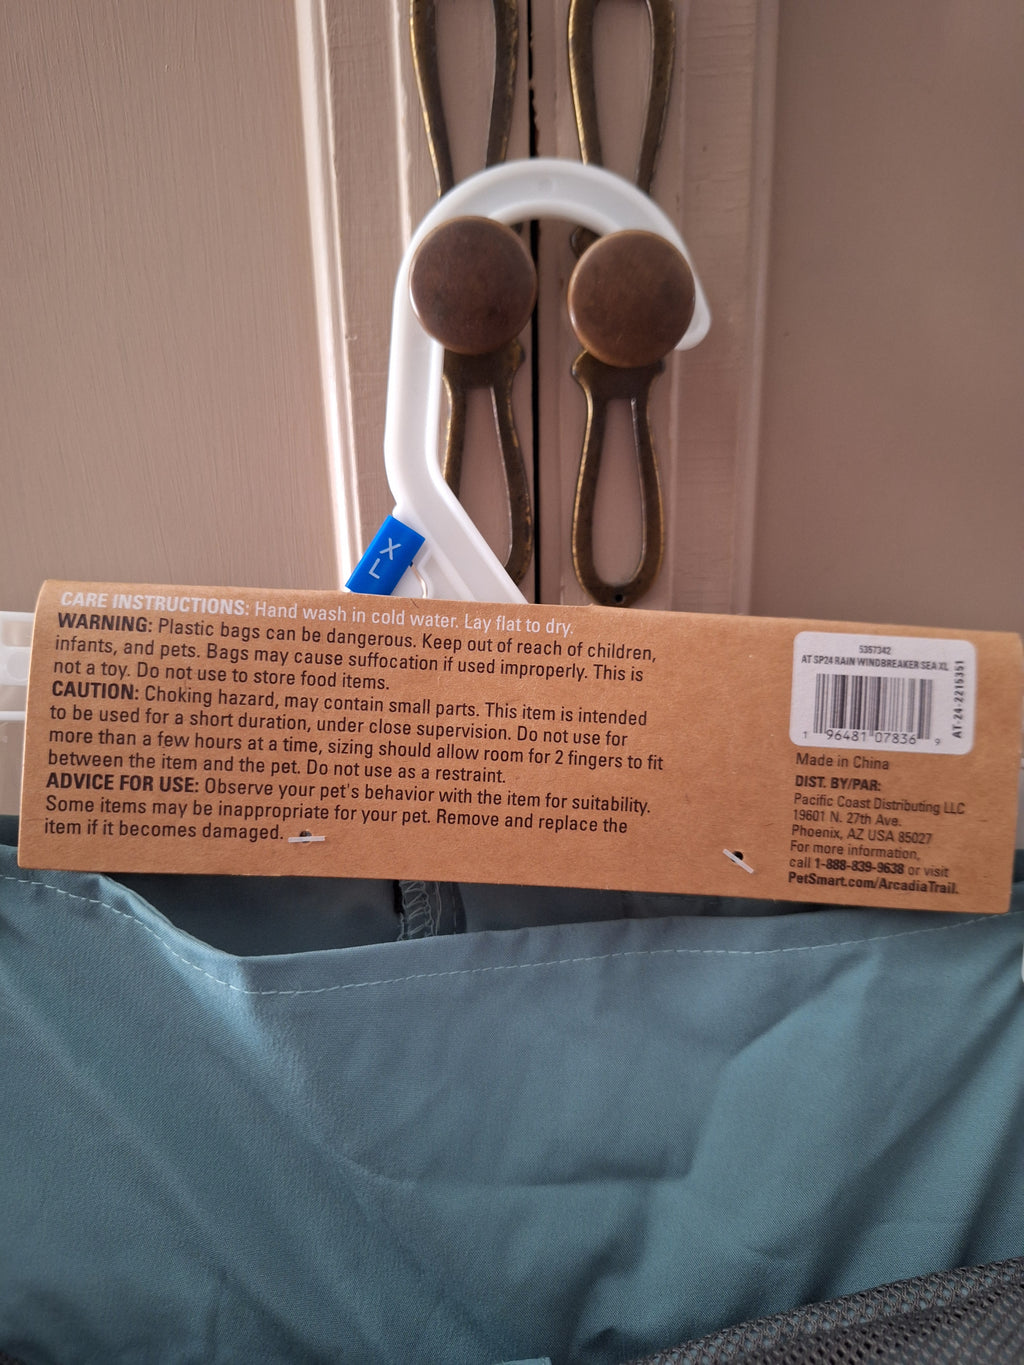 XL
CARE INSTRUCTIONS: Hand wash in cold water. Lay flat to dry.
WARNING: Plastic bags can be dangerous. Keep out of reach of children,
infants, and pets. Bags may cause suffocation if used improperly. This is
not a toy. Do not use to store food items.
CAUTION: Choking hazard, may contain small parts. This item is intended
to be used for a short duration, under close supervision. Do not use for
more than a few hours at a time, sizing should allow room for 2 fingers to fit
between the item and the pet. Do not use as a restraint.
ADVICE FOR USE: Observe your pet's behavior with the item for suitability.
Some items may be inappropriate for your pet. Remove and replace the
item if it becomes damaged.
5357342
AT SP24 RAIN WINDBREAKER SEA XL
1 96481 07836 9
AT-24-2215351
Made in China
DIST. BY/PAR:
Pacific Coast Distributing LLC
19601 N. 27th Ave.
Phoenix, AZ USA 85027
For more information,
call 1-888-839-9638 or visit
PetSmart.com/ArcadiaTrail.